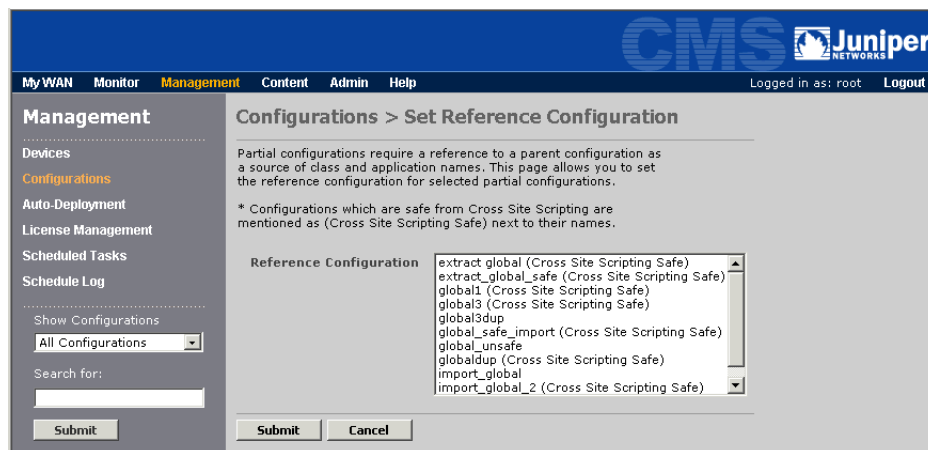 CMS
Juniper
NETWORKS
My WAN Monitor Management Content Admin Help Logged in as: root Logout
Management
Devices
Configurations
Auto-Deployment
License Management
Scheduled Tasks
Schedule Log
Show Configurations
All Configurations
Search for:
Submit
Configurations > Set Reference Configuration
Partial configurations require a reference to a parent configuration as
a source of class and application names. This page allows you to set
the reference configuration for selected partial configurations.
* Configurations which are safe from Cross Site Scripting are
mentioned as (Cross Site Scripting Safe) next to their names.
Reference Configuration
extract global (Cross Site Scripting Safe)
extract_global_safe (Cross Site Scripting Safe)
global1 (Cross Site Scripting Safe)
global3 (Cross Site Scripting Safe)
global3dup
global_safe_import (Cross Site Scripting Safe)
global_unsafe
globaldup (Cross Site Scripting Safe)
import_global
import_global_2 (Cross Site Scripting Safe)
Submit Cancel